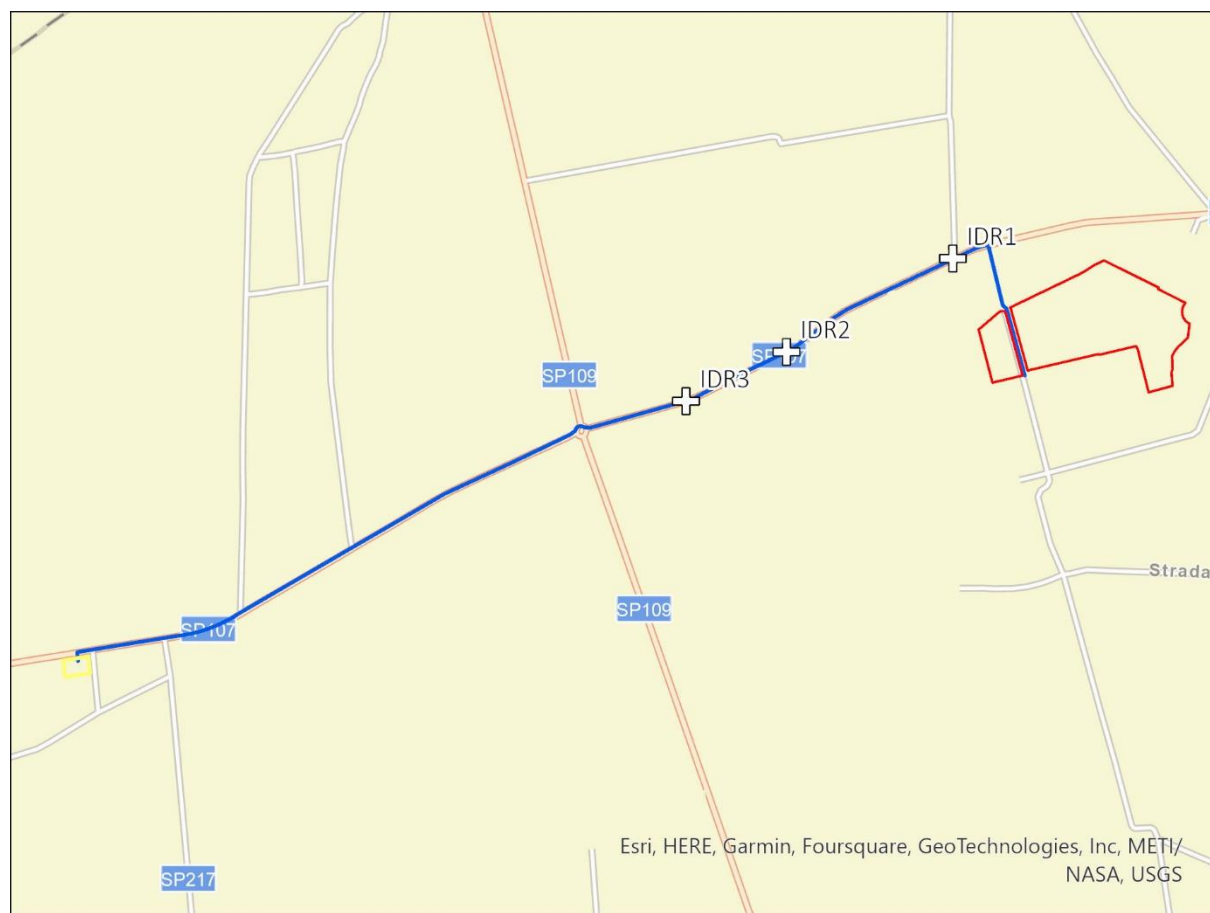 IDR1
IDR2
IDR3
SP109
SP109
SP107
Strada
SP217
Esri, HERE, Garmin, Foursquare, GeoTechnologies, Inc, METI/
NASA, USGS